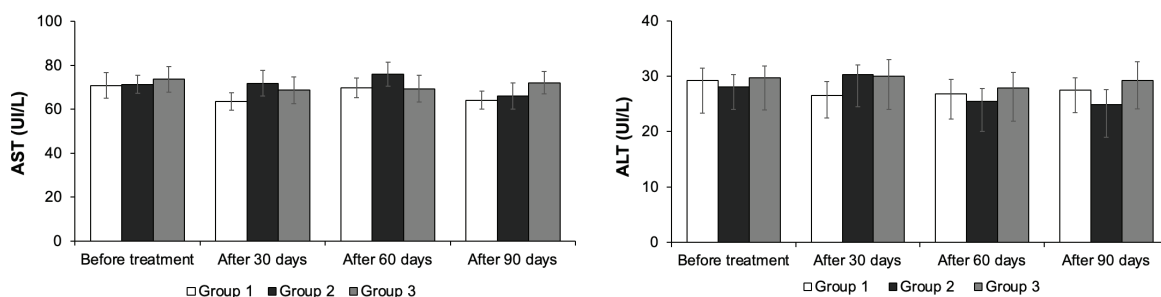 AST (UI/L)
100
80
60
40
20
0
Before treatment After 30 days After 60 days After 90 days
Group 1 Group 2 Group 3
ALT (UI/L)
40
30
20
10
0
Before treatment After 30 days After 60 days After 90 days
Group 1 Group 2 Group 3